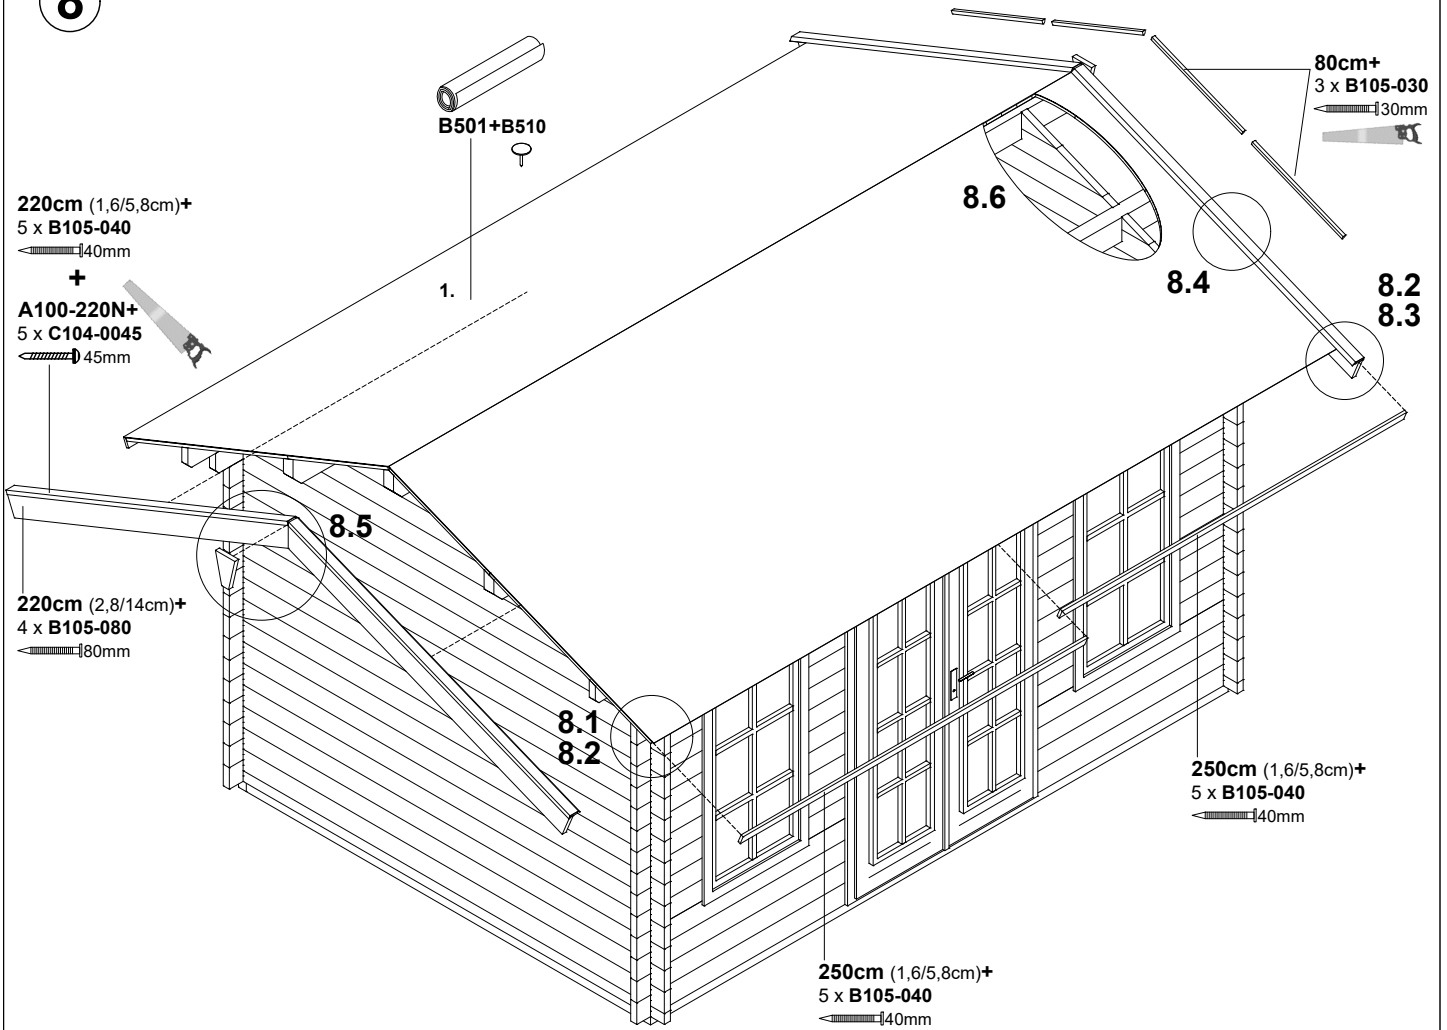 8
B501+B510
80cm+
3 x B105-030
30mm
220cm (1,6/5,8cm)+
5 x B105-040
40mm
+
A100-220N+
5 x C104-0045
45mm
1.
8.6
8.4
8.2
8.3
8.5
220cm (2,8/14cm)+
4 x B105-080
80mm
8.1
8.2
250cm (1,6/5,8cm)+
5 x B105-040
40mm
250cm (1,6/5,8cm)+
5 x B105-040
40mm